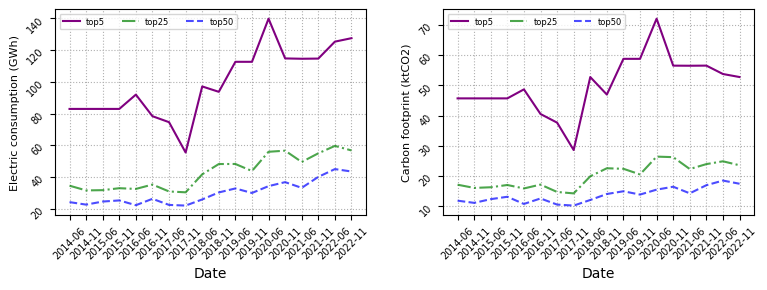 top5 top25 top50
Electric consumption (GWh)
140
120
100
80
60
40
20
2014-06 2014-11 2015-06 2015-11 2016-06 2016-11 2017-06 2017-11 2018-06 2018-11 2019-06 2019-11 2020-06 2020-11 2021-06 2021-11 2022-06 2022-11
Date
top5 top25 top50
Carbon footprint (ktCO2)
70
60
50
40
30
20
10
2014-06 2014-11 2015-06 2015-11 2016-06 2016-11 2017-06 2017-11 2018-06 2018-11 2019-06 2019-11 2020-06 2020-11 2021-06 2021-11 2022-06 2022-11
Date